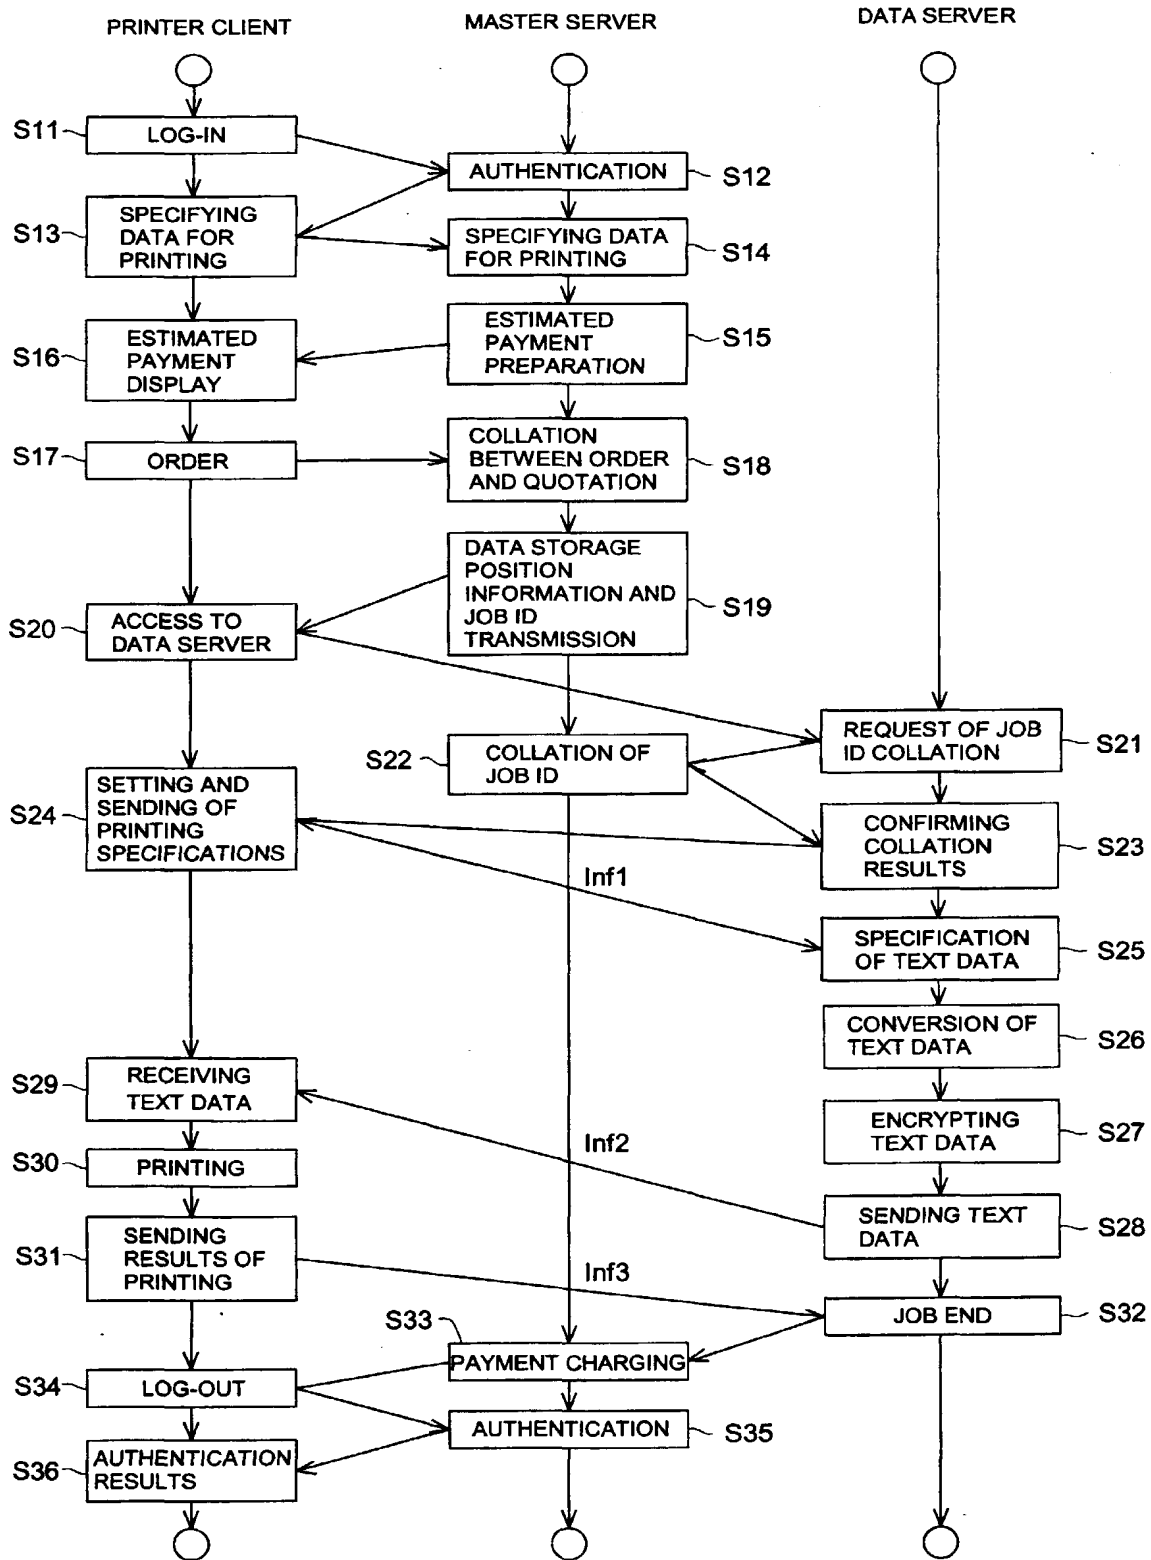 PRINTER CLIENT
MASTER SERVER
DATA SERVER
S11
LOG-IN
AUTHENTICATION
S12
S13
SPECIFYING
DATA FOR
PRINTING
SPECIFYING DATA
FOR PRINTING
S14
ESTIMATED
PAYMENT
PREPARATION
S15
S16
ESTIMATED
PAYMENT
DISPLAY
S17
ORDER
COLLATION
BETWEEN ORDER
AND QUOTATION
S18
DATA STORAGE
POSITION
INFORMATION AND
JOB ID
TRANSMISSION
S19
S20
ACCESS TO
DATA SERVER
REQUEST OF JOB
ID COLLATION
S21
S22
COLLATION OF
JOB ID
S24
SETTING AND
SENDING OF
PRINTING
SPECIFICATIONS
CONFIRMING
COLLATION
RESULTS
S23
Inf1
SPECIFICATION
OF TEXT DATA
S25
CONVERSION OF
TEXT DATA
S26
S29
RECEIVING
TEXT DATA
ENCRYPTING
TEXT DATA
S27
Inf2
S30
PRINTING
SENDING TEXT
DATA
S28
S31
SENDING
RESULTS OF
PRINTING
Inf3
JOB END
S32
S33
PAYMENT CHARGING
S34
LOG-OUT
AUTHENTICATION
S35
S36
AUTHENTICATION
RESULTS